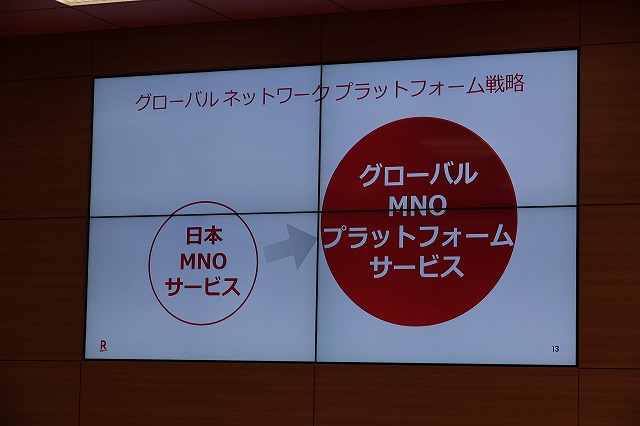 グローバル ネットワーク プラットフォーム戦略
日本
MNO
サービス
グローバル
MNO
プラットフォーム
サービス
R
13